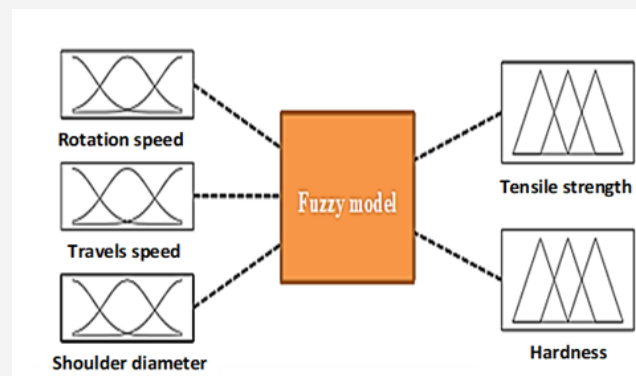 Rotation speed
Travels speed
Shoulder diameter
Fuzzy model
Tensile strength
Hardness